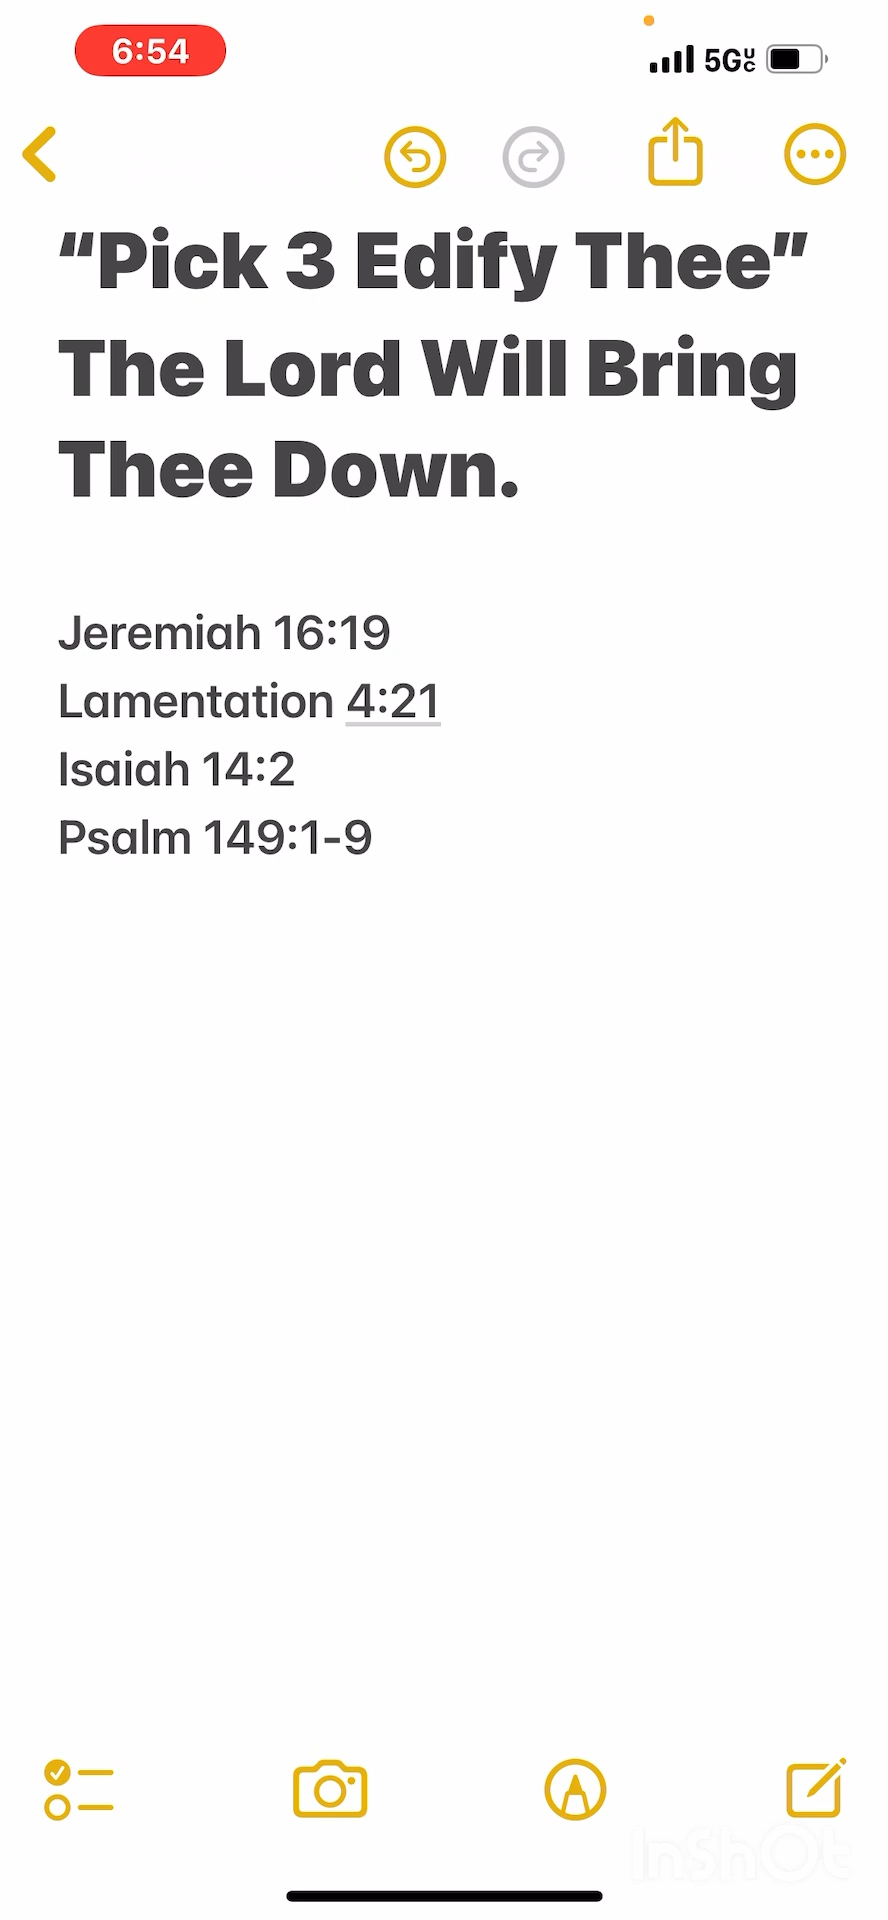 6:54
5G UC
“Pick 3 Edify Thee”
The Lord Will Bring
Thee Down.
Jeremiah 16:19
Lamentation 4:21
Isaiah 14:2
Psalm 149:1-9
InShOt